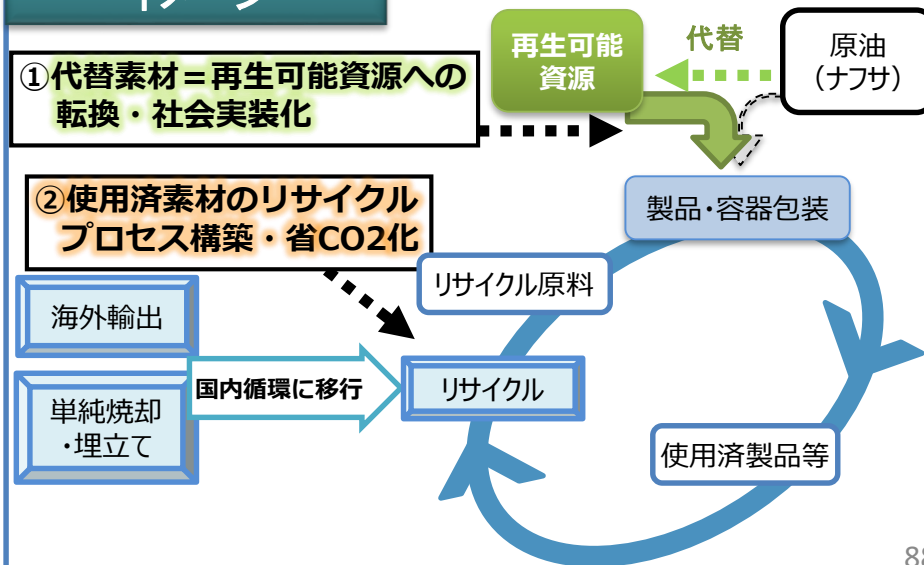 イメージ
①代替素材＝再生可能資源への
転換・社会実装化
再生可能
資源
代替
原油
（ナフサ）
②使用済素材のリサイクル
プロセス構築・省CO2化
製品・容器包装
リサイクル原料
海外輸出
国内循環に移行
リサイクル
単純焼却
・埋立て
使用済製品等
88